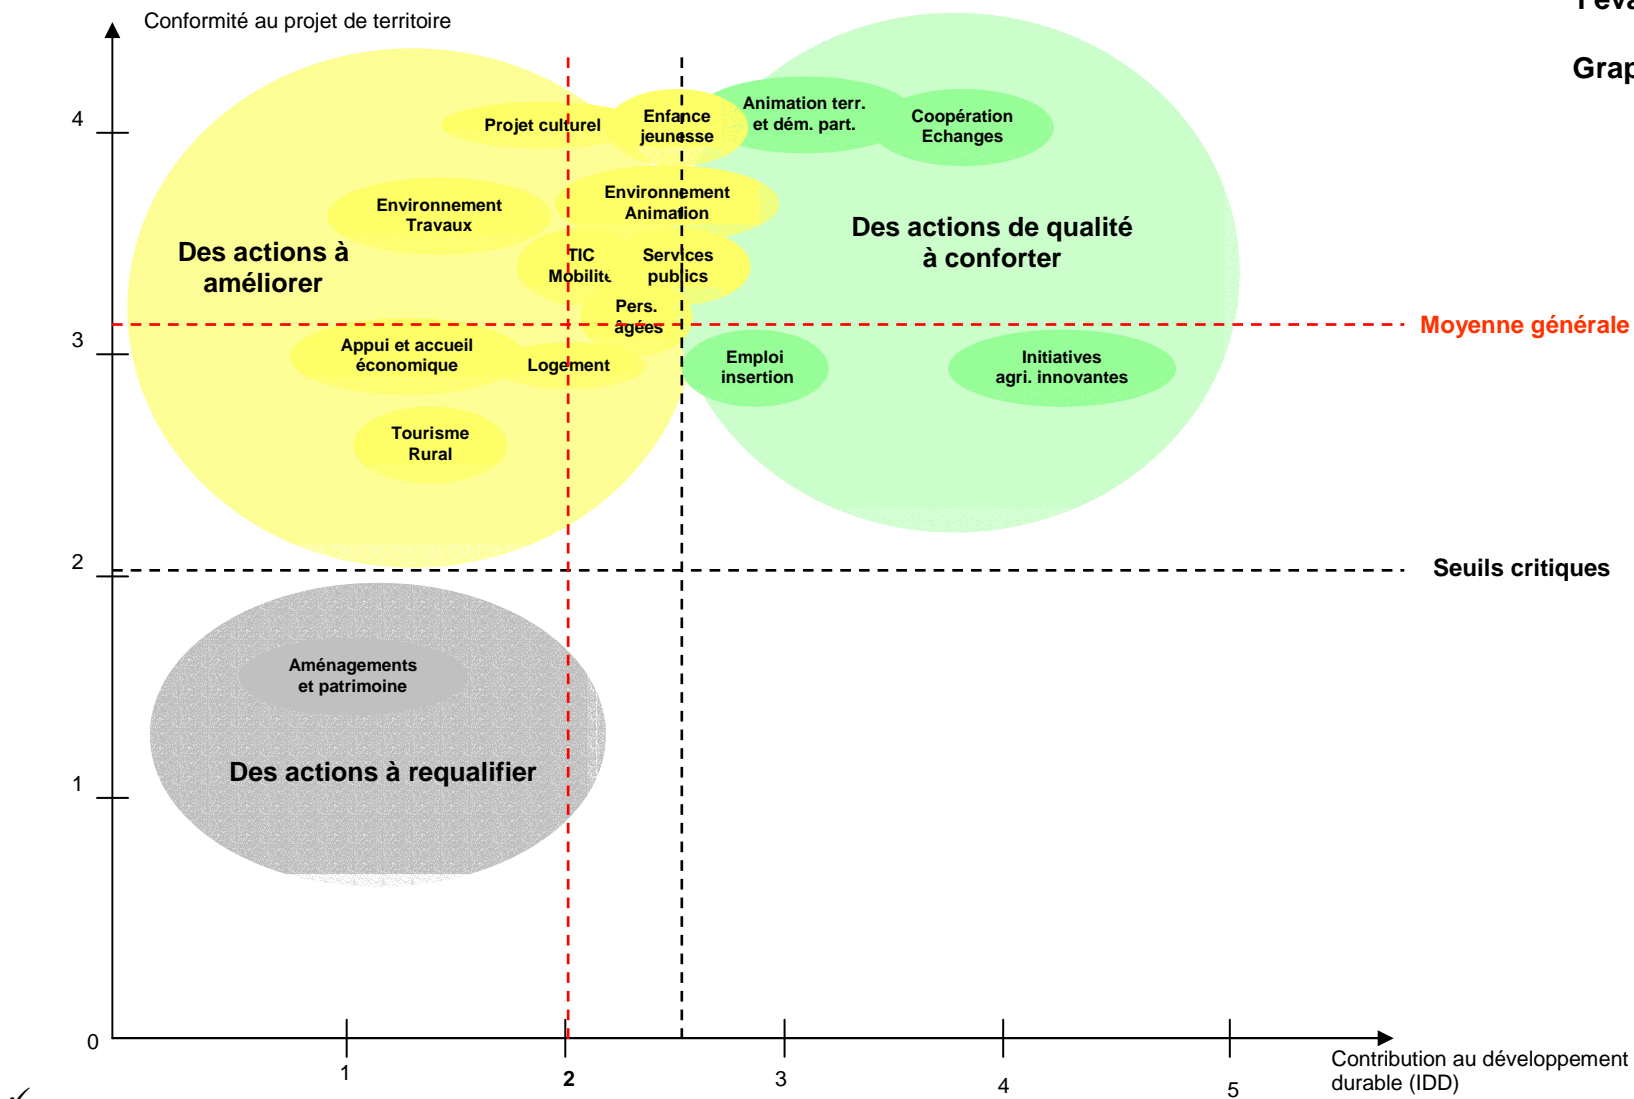 Conformité au projet de territoire
Grap
4
Projet culturel
Enfance
jeunesse
Animation terr.
et dém. part.
Coopération
Echanges
Environnement
Travaux
Environnement
Animation
Des actions à
améliorer
TIC
Mobilité
Services
publics
Des actions de qualité
à conforter
Pers.
âgées
Moyenne générale
3
Appui et accueil
économique
Logement
Emploi
insertion
Initiatives
agri. innovantes
Tourisme
Rural
2
Seuils critiques
Aménagements
et patrimoine
Des actions à requalifier
1
0
1
2
3
4
5
Contribution au développement
durable (IDD)